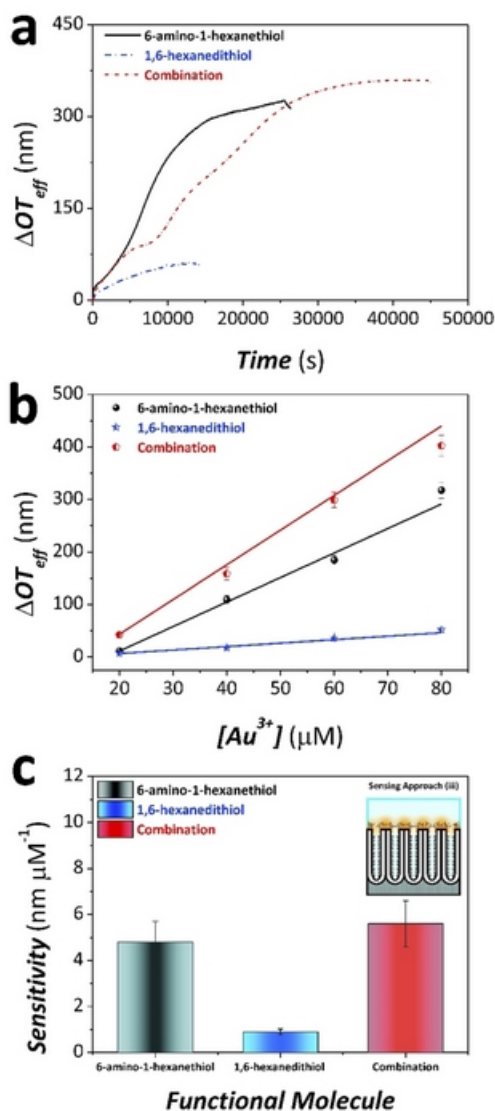 a
6-amino-1-hexanethiol
1,6-hexanedithiol
Combination
450
300
150
0
ΔOTeff (nm)
0 10000 20000 30000 40000 50000
Time (s)
b
6-amino-1-hexanethiol
1,6-hexanedithiol
Combination
500
400
300
200
100
0
ΔOTeff (nm)
20 30 40 50 60 70 80
[Au³⁺] (μM)
c
6-amino-1-hexanethiol
1,6-hexanedithiol
Combination
Sensing Approach (iii)
12
10
8
6
4
2
0
Sensitivity (nm μM⁻¹)
6-amino-1-hexanethiol 1,6-hexanedithiol Combination
Functional Molecule